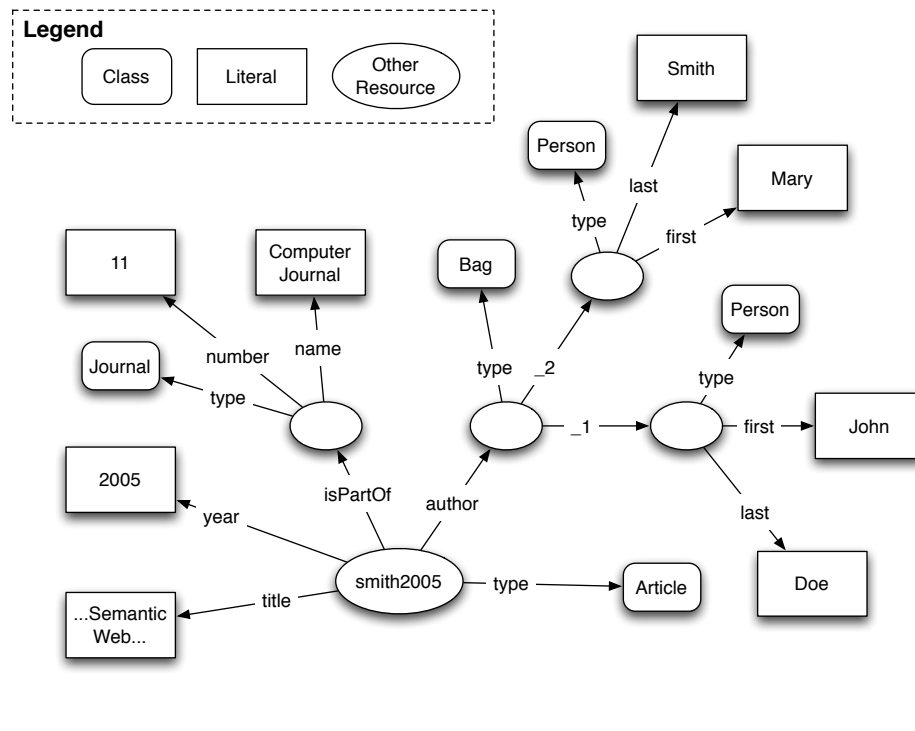 Legend
Class
Literal
Other
Resource
Smith
Person
Mary
last
type
first
11
Computer
Journal
Bag
Person
number
name
Journal
type
type
_2
type
_1
first
John
2005
isPartOf
author
last
year
smith2005
type
Article
Doe
title
...Semantic
Web...